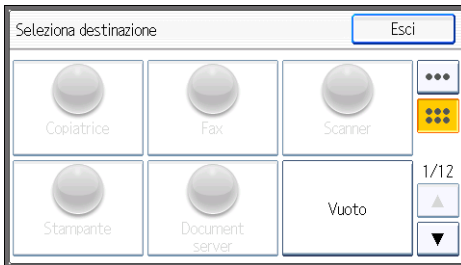 Seleziona destinazione
Esci
Copiatrice
Fax
Scanner
1/12
Stampante
Document
server
Vuoto